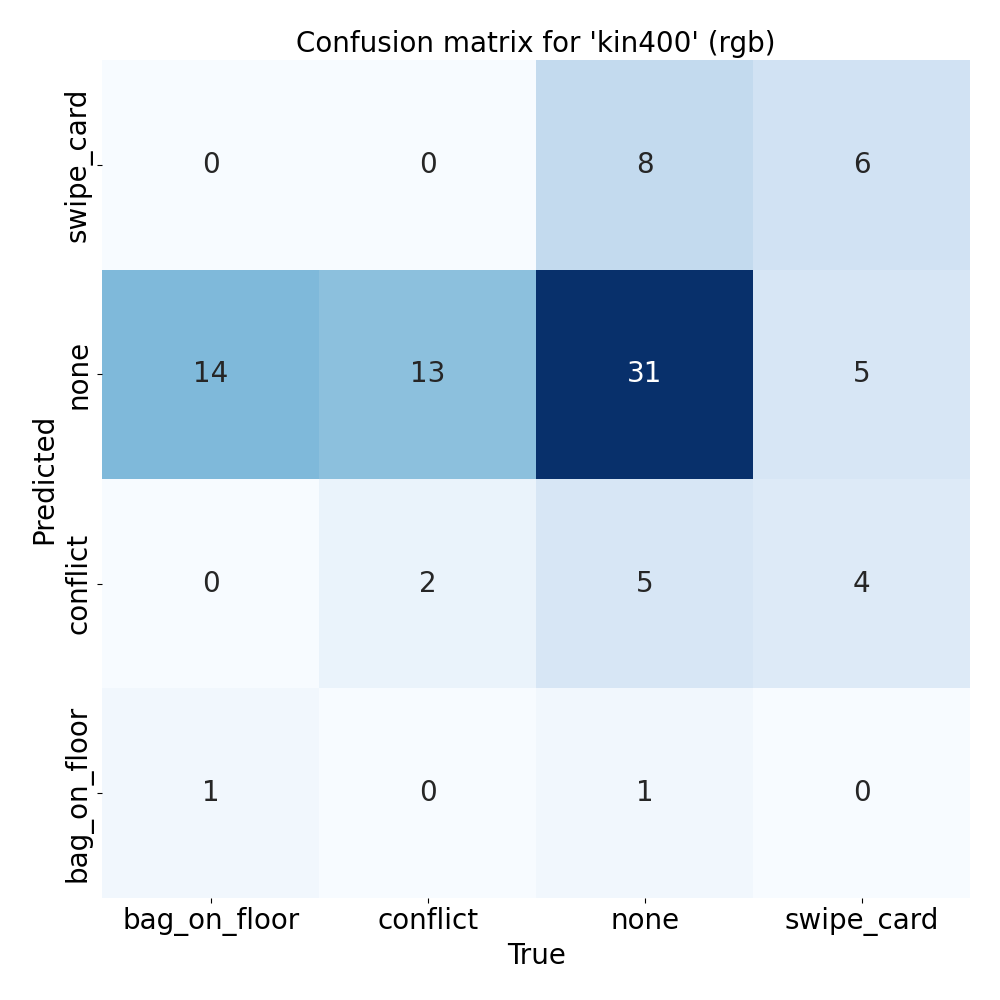 Confusion matrix for 'kin400' (rgb)
Predicted
swipe_card
0 0 8 6
none
14 13 31 5
conflict
0 2 5 4
bag_on_floor
1 0 1 0
bag_on_floor conflict none swipe_card
True